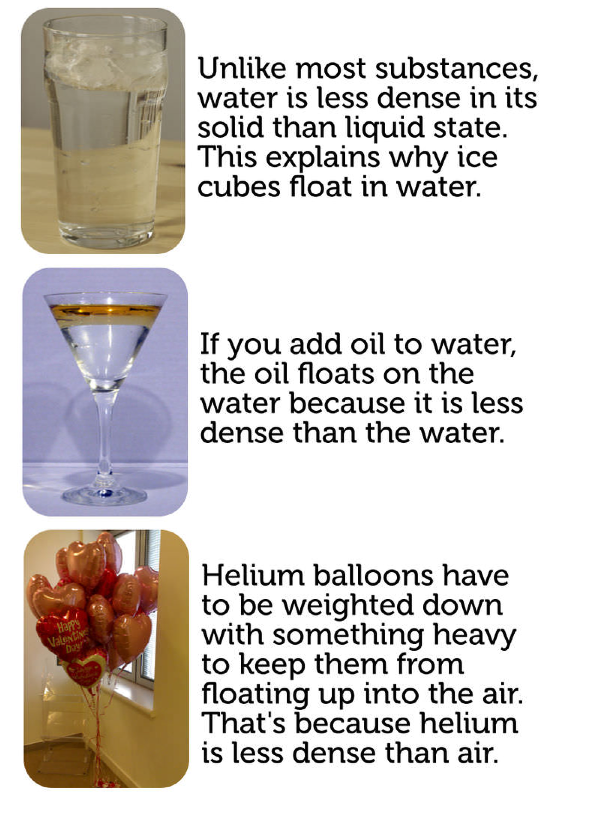 Unlike most substances,
water is less dense in its
solid than liquid state.
This explains why ice
cubes float in water.
If you add oil to water,
the oil floats on the
water because it is less
dense than the water.
Happy
Valentine's
Day!
Helium balloons have
to be weighted down
with something heavy
to keep them from
floating up into the air.
That's because helium
is less dense than air.